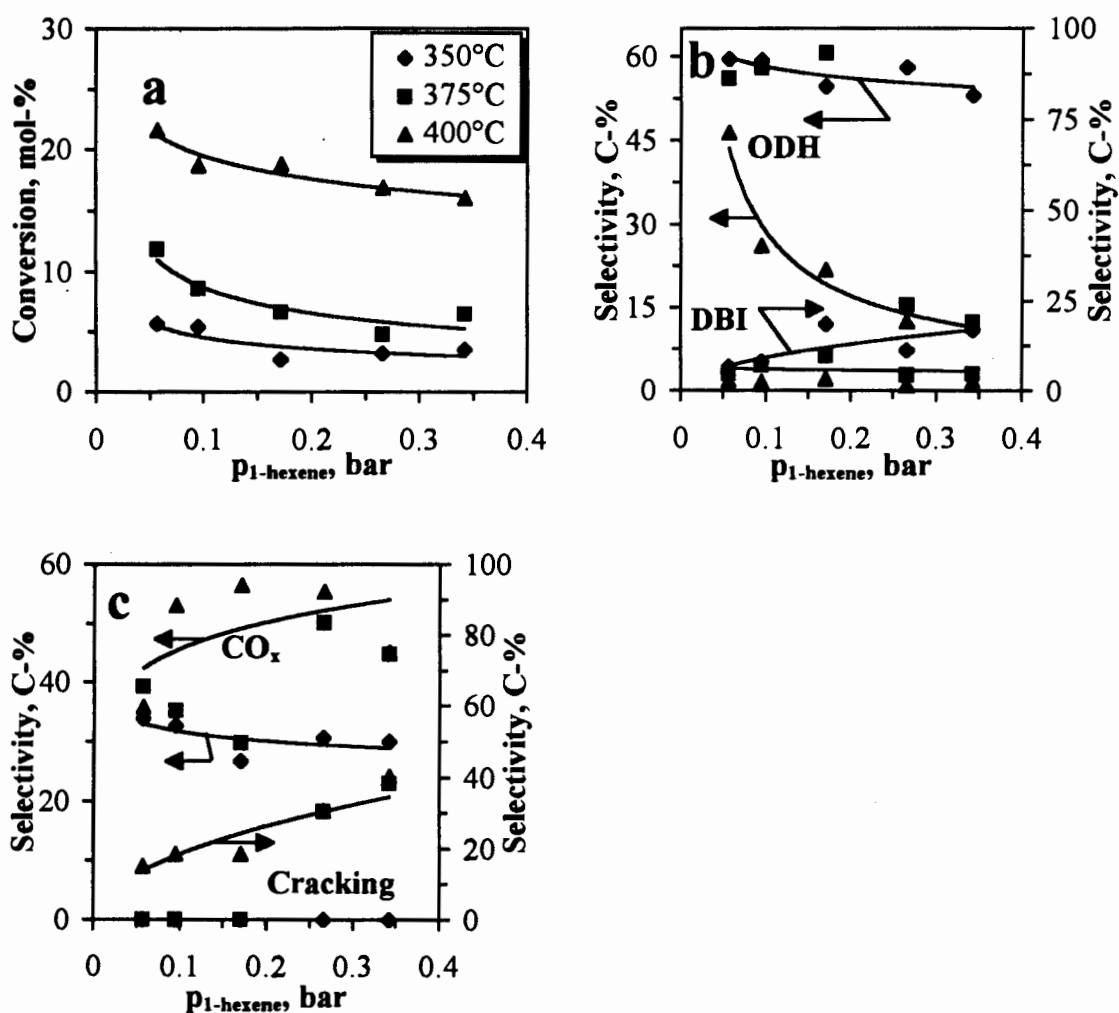 a
Conversion, mol-%
30
20
10
0
0 0.1 0.2 0.3 0.4
p1-hexene, bar
350°C
375°C
400°C
b
Selectivity, C-%
60
45
30
15
0
ODH
DBI
100
75
50
25
0
Selectivity, C-%
0 0.1 0.2 0.3 0.4
p1-hexene, bar
c
Selectivity, C-%
60
40
20
0
COx
Cracking
100
80
60
40
20
0
Selectivity, C-%
0 0.1 0.2 0.3 0.4
p1-hexene, bar